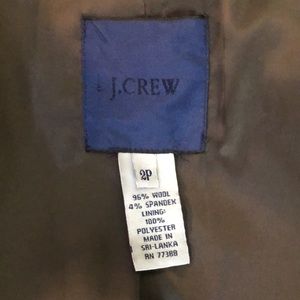 J.CREW
2P
96% WOOL
4% SPANDEX
LINING:
100%
POLYESTER
MADE IN
SRI-LANKA
RN 77388